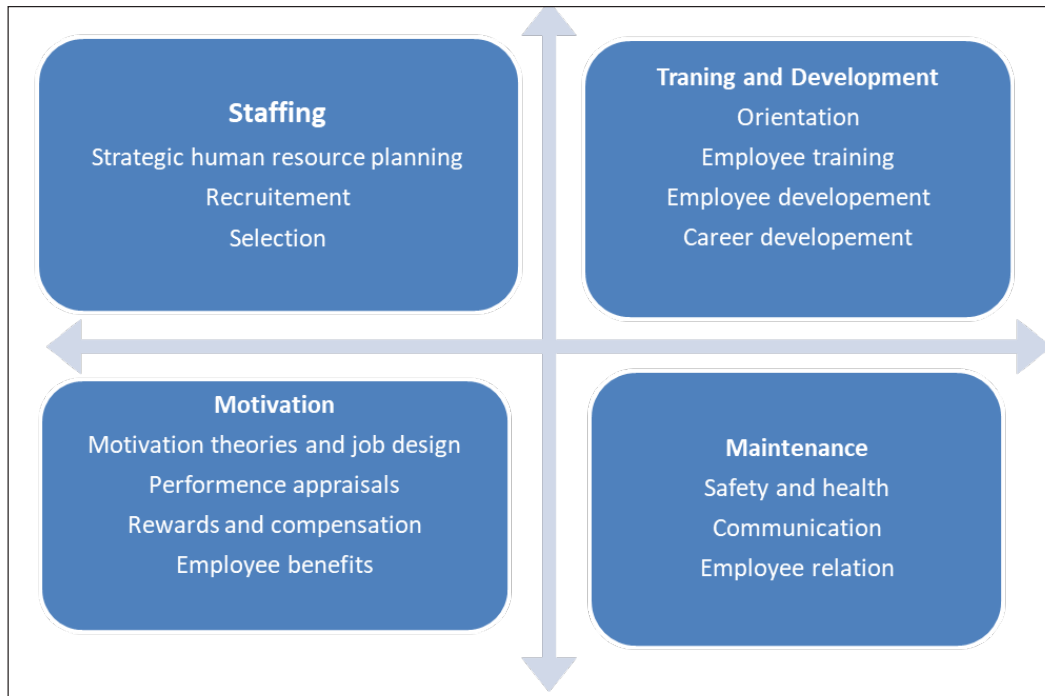 Staffing
Strategic human resource planning
Recruitement
Selection
Traning and Development
Orientation
Employee training
Employee developement
Career developement
Motivation
Motivation theories and job design
Performence appraisals
Rewards and compensation
Employee benefits
Maintenance
Safety and health
Communication
Employee relation